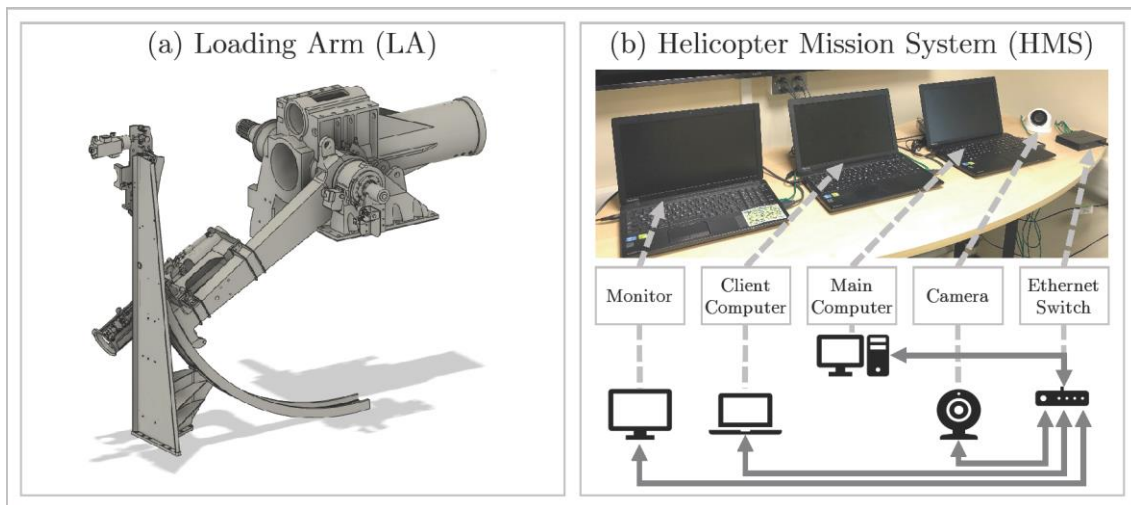 (a) Loading Arm (LA)
(b) Helicopter Mission System (HMS)
Monitor
Client
Computer
Main
Computer
Camera
Ethernet
Switch